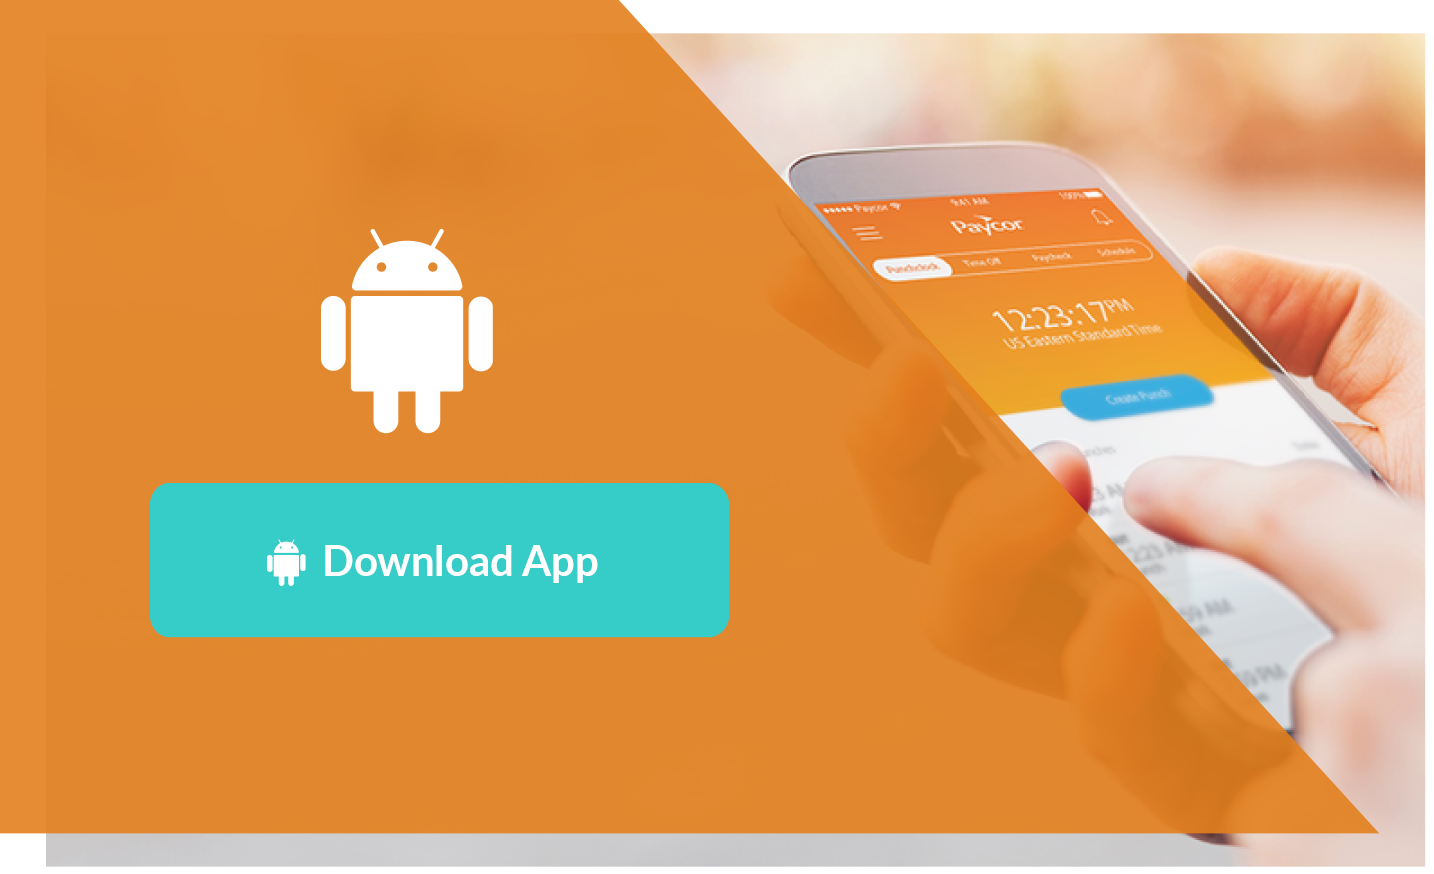 Download App
Paycor
9:41 AM
100%
Paycor
Punchclock
Time Off
Paycheck
Schedule
12:23:17PM
US Eastern Standard Time
Create Punch